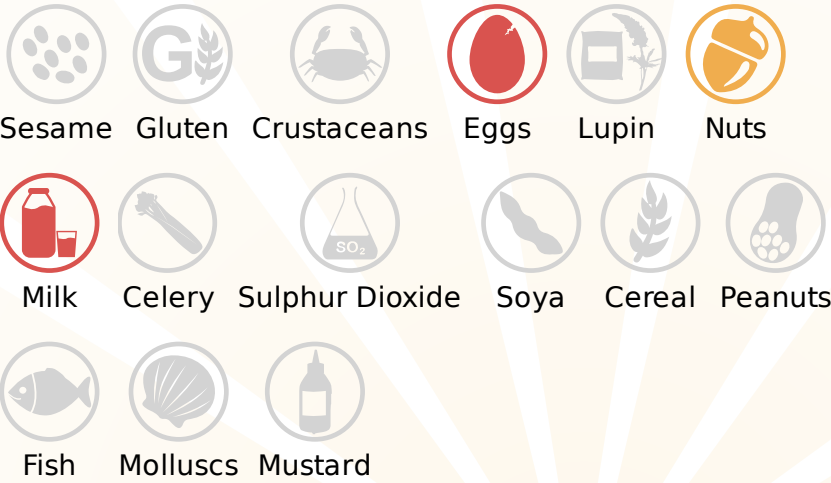 G
Sesame Gluten Crustaceans Eggs Lupin Nuts
SO₂
Milk Celery Sulphur Dioxide Soya Cereal Peanuts
Fish Molluscs Mustard